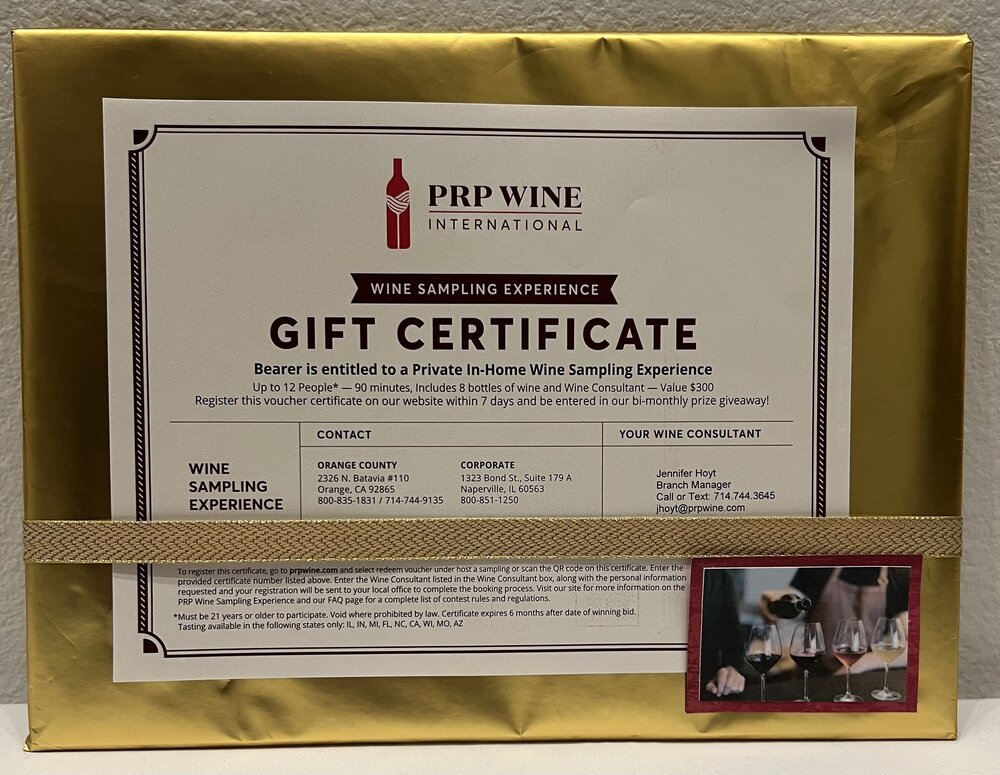 PRP WINE
INTERNATIONAL
WINE SAMPLING EXPERIENCE
GIFT CERTIFICATE
Bearer is entitled to a Private In-Home Wine Sampling Experience
Up to 12 People* — 90 minutes, Includes 8 bottles of wine and Wine Consultant — Value $300
Register this voucher certificate on our website within 7 days and be entered in our bi-monthly prize giveaway!
WINE
SAMPLING
EXPERIENCE
CONTACT
ORANGE COUNTY
2326 N. Batavia #110
Orange, CA 92865
800-835-1831 / 714-744-9135
CORPORATE
1323 Bond St., Suite 179 A
Naperville, IL 60563
800-851-1250
YOUR WINE CONSULTANT
Jennifer Hoyt
Branch Manager
Call or Text: 714.744.3645
jhoyt@prpwine.com
To register this certificate, go to prpwine.com and select redeem voucher under host a sampling or scan the QR code on this certificate. Enter the
provided certificate number listed above. Enter the Wine Consultant listed in the Wine Consultant box, along with the personal information
requested and your registration will be sent to your local office to complete the booking process. Visit our site for more information on the
PRP Wine Sampling Experience and our FAQ page for a complete list of contest rules and regulations.
*Must be 21 years or older to participate. Void where prohibited by law. Certificate expires 6 months after date of winning bid.
Tasting available in the following states only: IL, IN, MI, FL, NC, CA, WI, MO, AZ